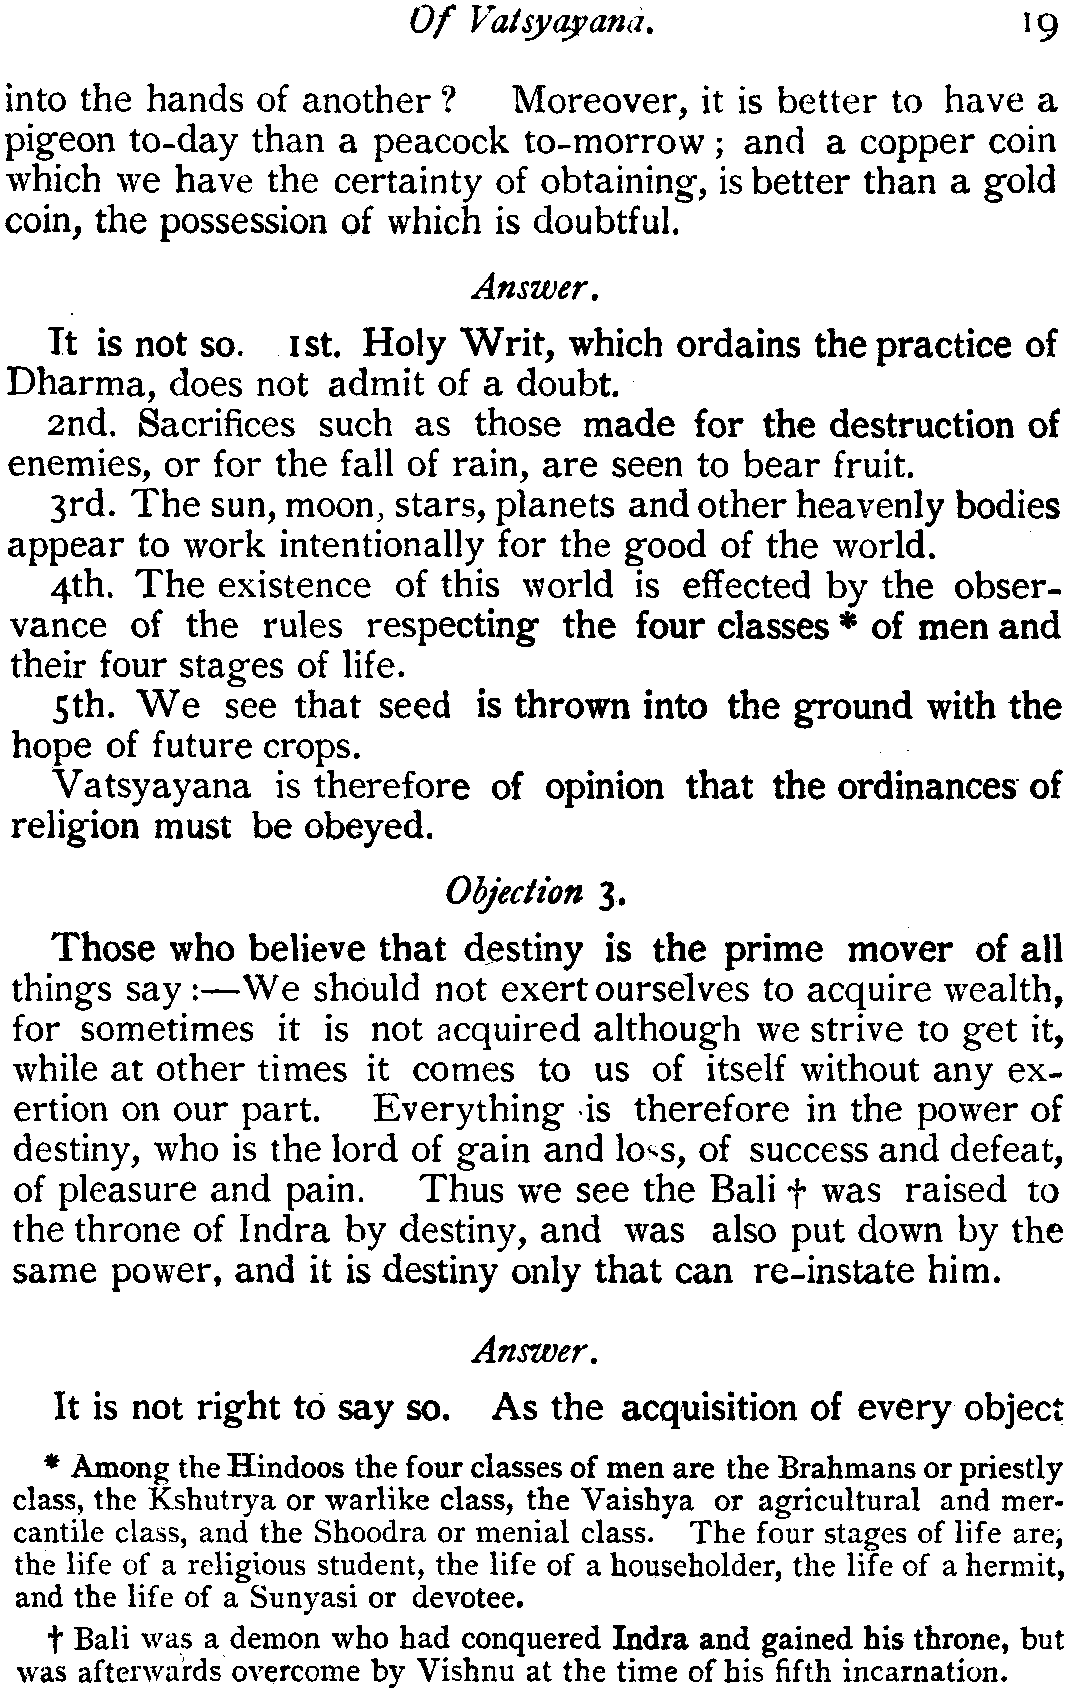 Of Vatsyayana. 19
into the hands of another ? Moreover, it is better to have a
pigeon to-day than a peacock to-morrow ; and a copper coin
which we have the certainty of obtaining, is better than a gold
coin, the possession of which is doubtful.
Answer.
It is not so. 1st. Holy Writ, which ordains the practice of
Dharma, does not admit of a doubt.
2nd. Sacrifices such as those made for the destruction of
enemies, or for the fall of rain, are seen to bear fruit.
3rd. The sun, moon, stars, planets and other heavenly bodies
appear to work intentionally for the good of the world.
4th. The existence of this world is effected by the obser-
vance of the rules respecting the four classes * of men and
their four stages of life.
5th. We see that seed is thrown into the ground with the
hope of future crops.
Vatsyayana is therefore of opinion that the ordinances of
religion must be obeyed.
Objection 3.
Those who believe that destiny is the prime mover of all
things say :—We should not exert ourselves to acquire wealth,
for sometimes it is not acquired although we strive to get it,
while at other times it comes to us of itself without any ex-
ertion on our part. Everything is therefore in the power of
destiny, who is the lord of gain and loss, of success and defeat,
of pleasure and pain. Thus we see the Bali † was raised to
the throne of Indra by destiny, and was also put down by the
same power, and it is destiny only that can re-instate him.
Answer.
It is not right to say so. As the acquisition of every object
* Among the Hindoos the four classes of men are the Brahmans or priestly
class, the Kshutrya or warlike class, the Vaishya or agricultural and mer-
cantile class, and the Shoodra or menial class. The four stages of life are,
the life of a religious student, the life of a householder, the life of a hermit,
and the life of a Sunyasi or devotee.
† Bali was a demon who had conquered Indra and gained his throne, but
was afterwards overcome by Vishnu at the time of his fifth incarnation.